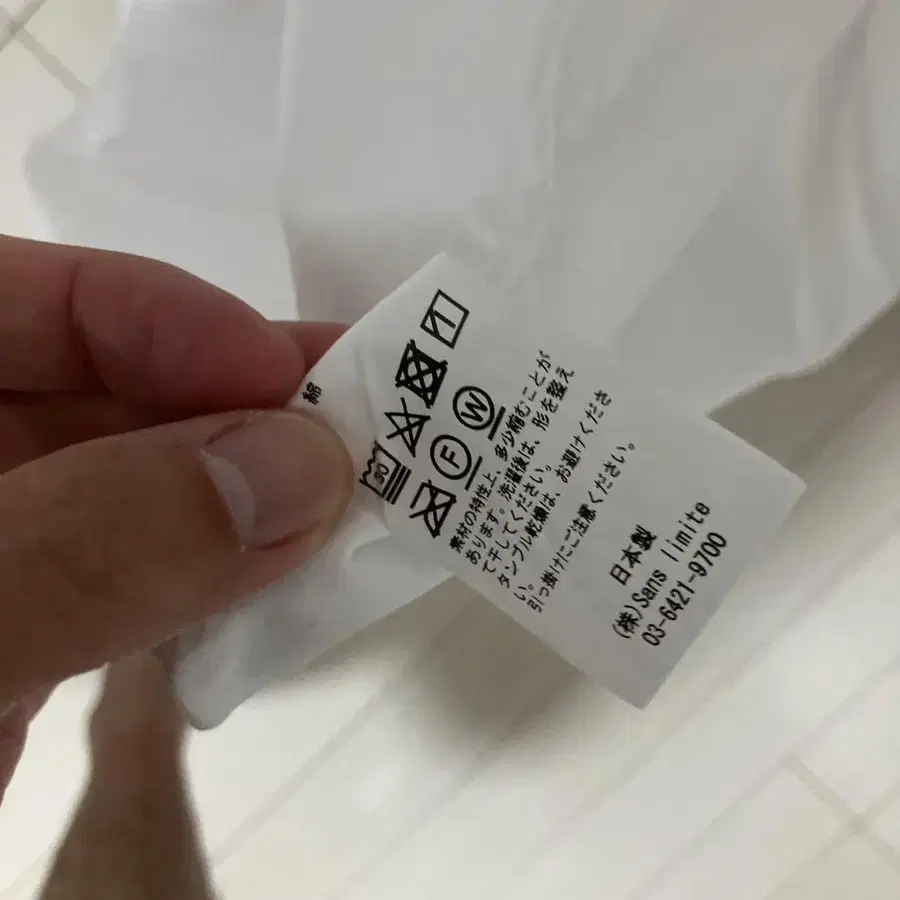 綿
30
F
W
素材の特性上、多少縮むことが
あります。洗濯後は、形を整え
て干してください。
タンブル乾燥は、お避けくださ
い。
引っ掛けにご注意ください。
日本製
(株)Sans limite
03-6421-9700